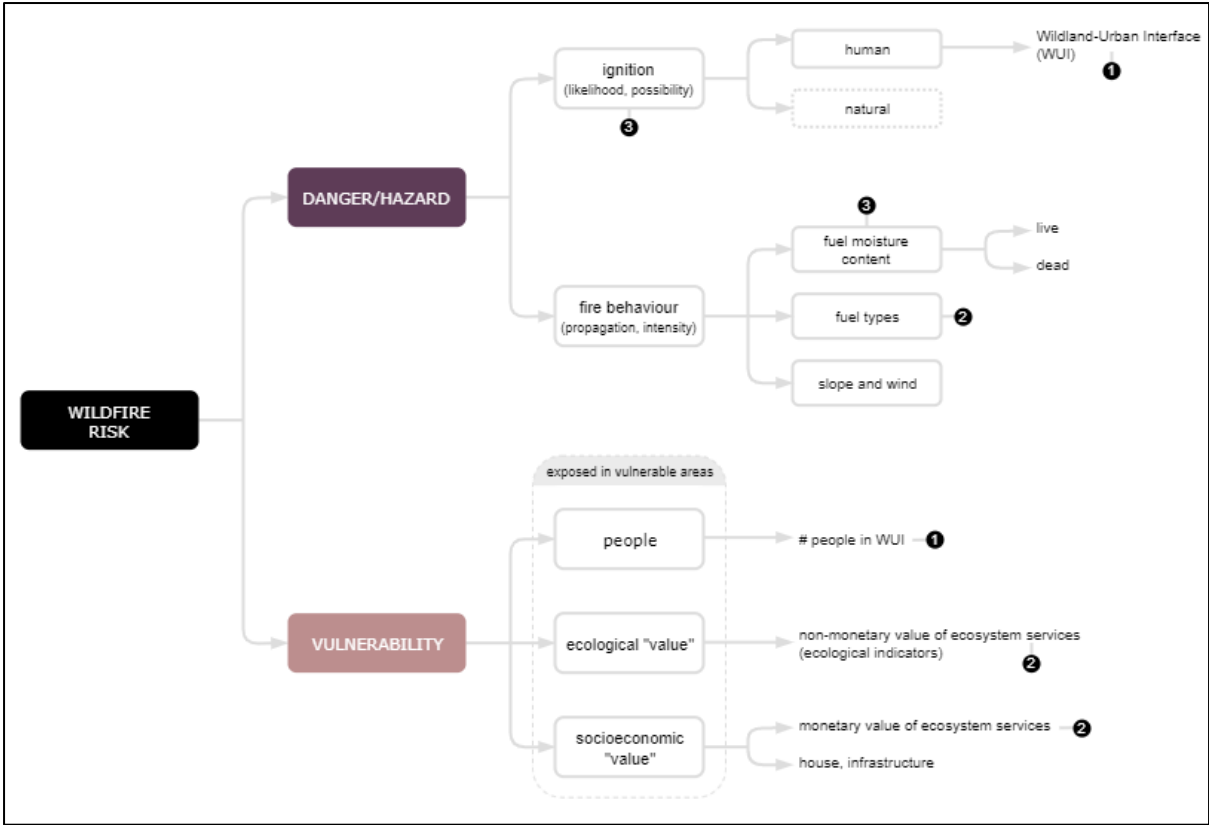 WILDFIRE
RISK
DANGER/HAZARD
ignition
(likelihood, possibility)
3
human
Wildland-Urban Interface
(WUI)
1
natural
fire behaviour
(propagation, intensity)
3
fuel moisture
content
live
dead
fuel types
2
slope and wind
VULNERABILITY
exposed in vulnerable areas
people
# people in WUI
1
ecological "value"
non-monetary value of ecosystem services
(ecological indicators)
2
socioeconomic
"value"
monetary value of ecosystem services
2
house, infrastructure